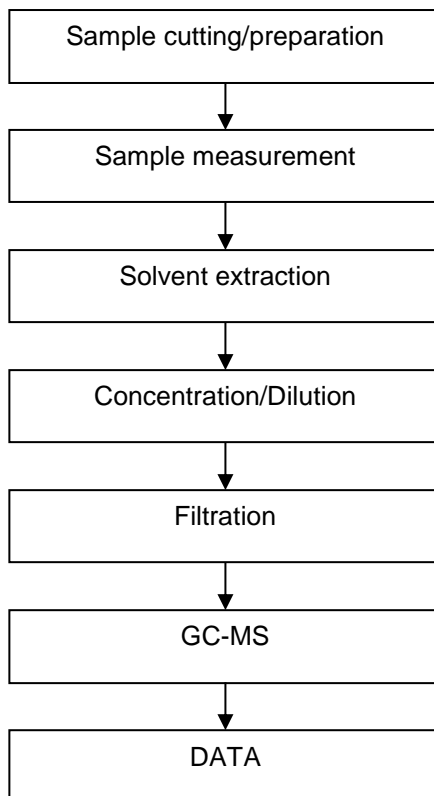 Sample cutting/preparation
Sample measurement
Solvent extraction
Concentration/Dilution
Filtration
GC-MS
DATA